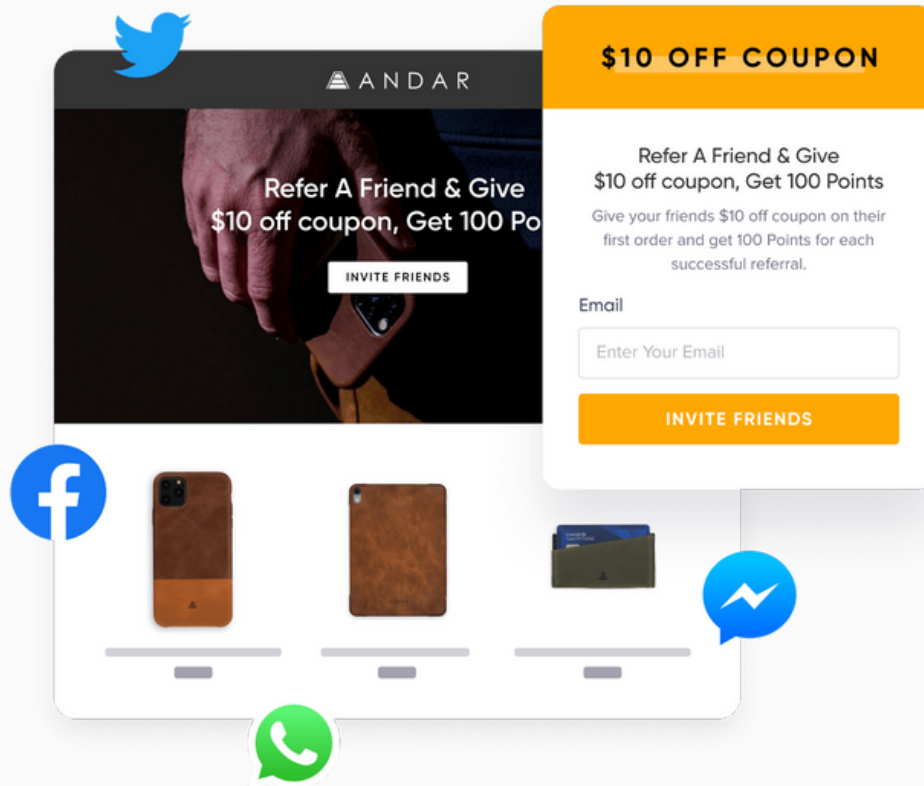 ANDAR
Refer A Friend & Give
$10 off coupon, Get 100 Po
INVITE FRIENDS
$10 OFF COUPON
Refer A Friend & Give
$10 off coupon, Get 100 Points
Give your friends $10 off coupon on their
first order and get 100 Points for each
successful referral.
Email
Enter Your Email
INVITE FRIENDS